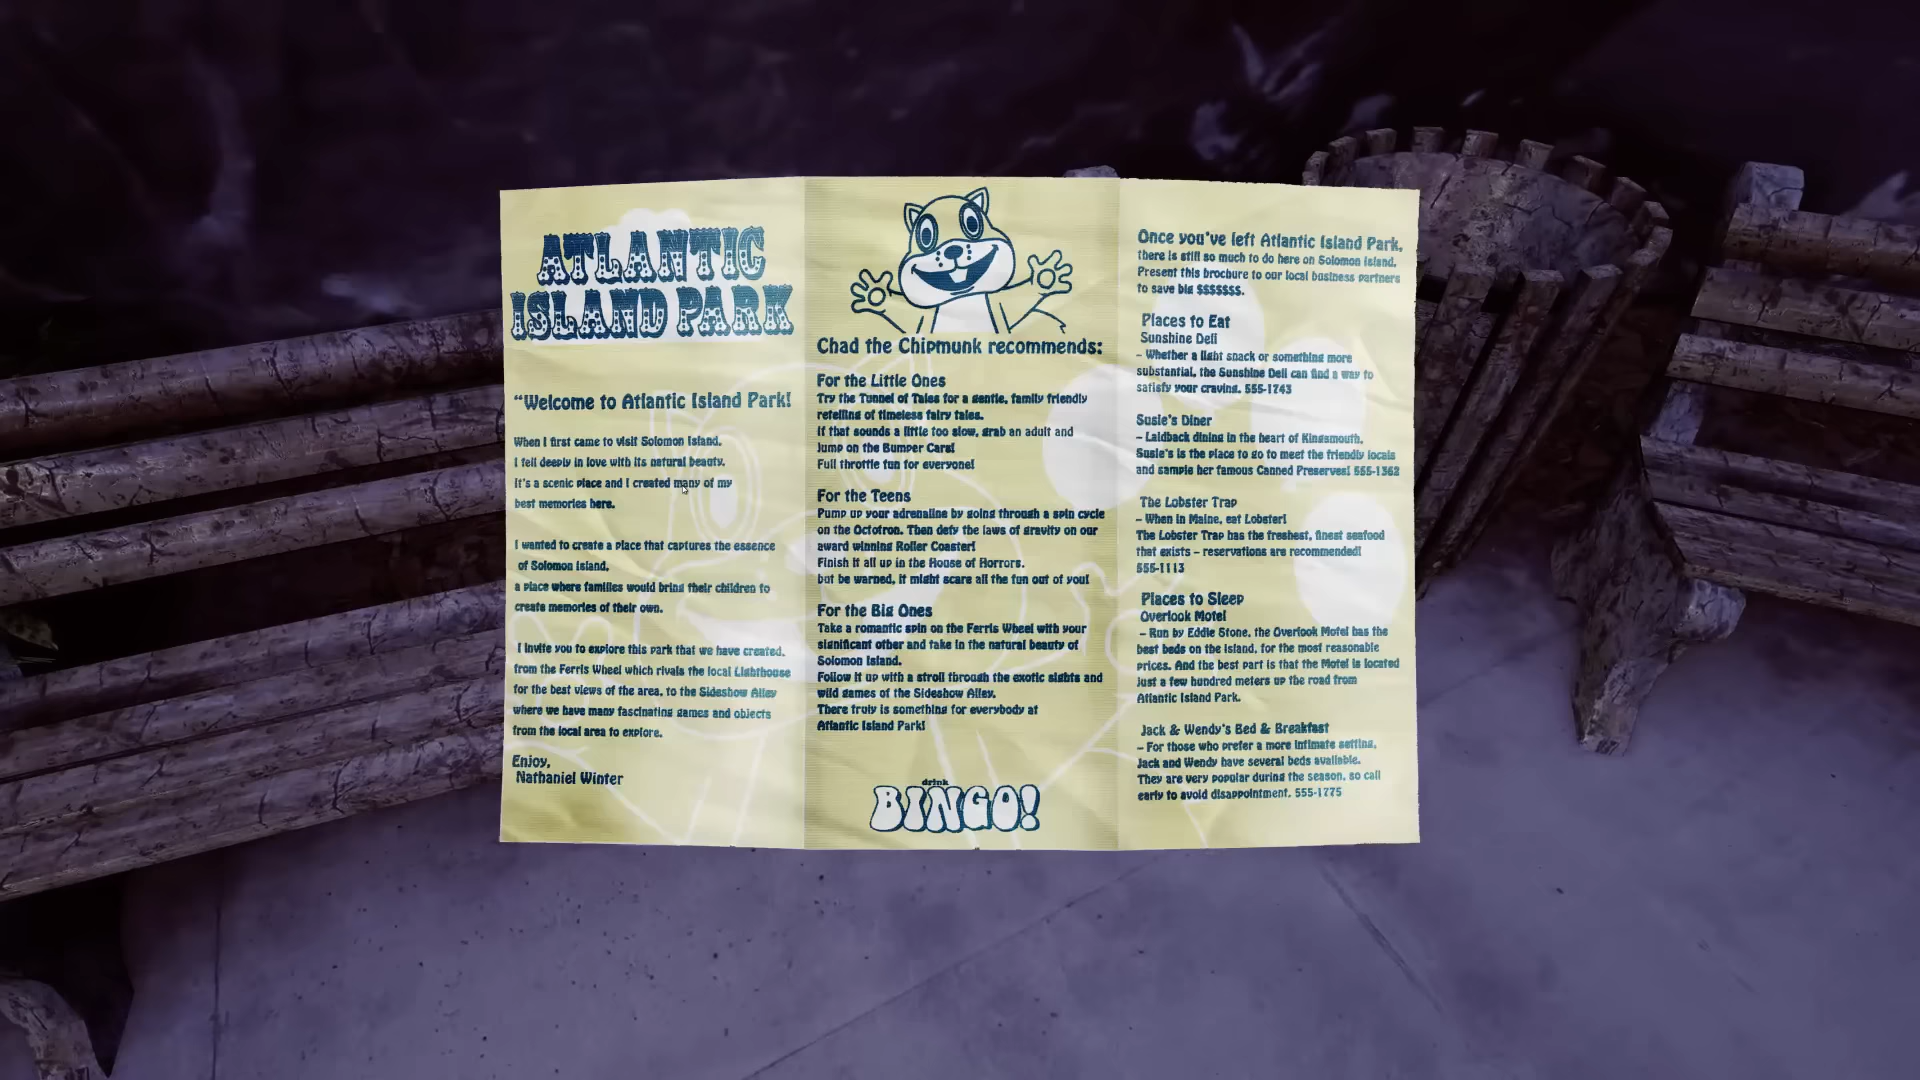 ATLANTIC
ISLAND PARK
“Welcome to Atlantic Island Park!
When I first came to visit Solomon Island,
I fell deeply in love with its natural beauty.
It's a scenic place and I created many of my
best memories here.
I wanted to create a place that captures the essence
of Solomon Island,
a place where families would bring their children to
create memories of their own.
I invite you to explore this park that we have created,
from the Ferris Wheel which rivals the local Lighthouse
for the best views of the area, to the Sideshow Alley
where we have many fascinating games and objects
from the local area to explore.
Enjoy,
Nathaniel Winter
Chad the Chipmunk recommends:
For the Little Ones
Try the Tunnel of Tales for a gentle, family friendly
retelling of timeless fairy tales.
If that sounds a little too slow, grab an adult and
jump on the Bumper Cars!
Full throttle fun for everyone!
For the Teens
Pump up your adrenaline by going through a spin cycle
on the Octotron. Then defy the laws of gravity on our
award winning Roller Coaster!
Finish it all up in the House of Horrors,
but be warned, it might scare all the fun out of you!
For the Big Ones
Take a romantic spin on the Ferris Wheel with your
significant other and take in the natural beauty of
Solomon Island.
Follow it up with a stroll through the exotic sights and
wild games of the Sideshow Alley.
There truly is something for everybody at
Atlantic Island Park!
drink
BINGO!
Once you've left Atlantic Island Park,
there is still so much to do here on Solomon Island.
Present this brochure to our local business partners
to save big $$$$$$$.
Places to Eat
Sunshine Deli
- Whether a light snack or something more
substantial, the Sunshine Deli can find a way to
satisfy your craving. 555-1743
Susie's Diner
- Laidback dining in the heart of Kingsmouth,
Susie's is the place to go to meet the friendly locals
and sample her famous Canned Preserves! 555-1362
The Lobster Trap
- When in Maine, eat Lobster!
The Lobster Trap has the freshest, finest seafood
that exists - reservations are recommended!
555-1113
Places to Sleep
Overlook Motel
- Run by Eddie Stone, the Overlook Motel has the
best beds on the island, for the most reasonable
prices. And the best part is that the Motel is located
just a few hundred meters up the road from
Atlantic Island Park.
Jack & Wendy's Bed & Breakfast
- For those who prefer a more intimate setting,
Jack and Wendy have several beds available.
They are very popular during the season, so call
early to avoid disappointment. 555-1775